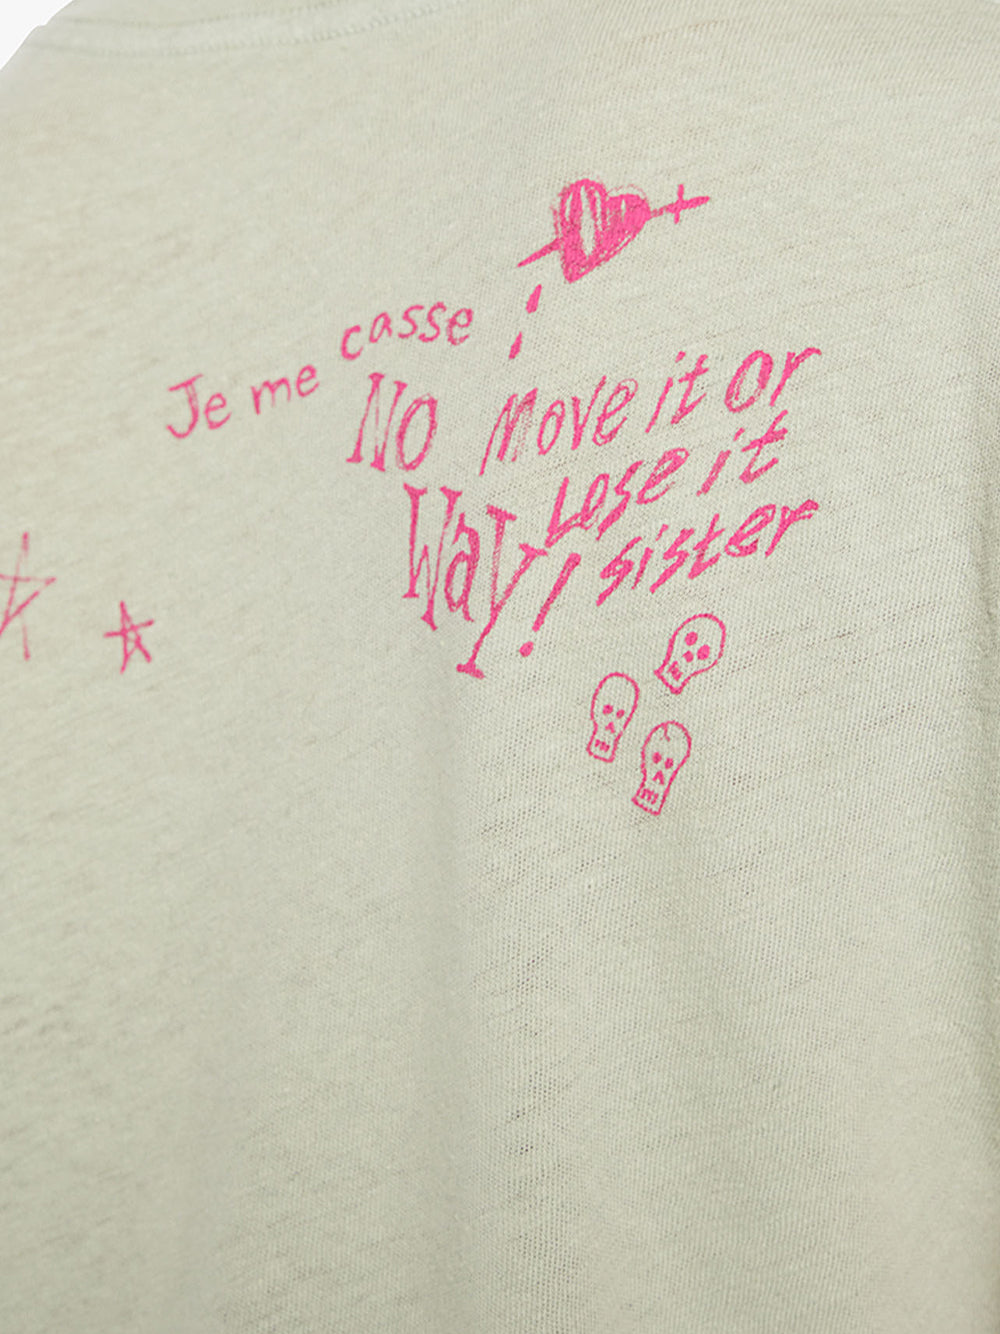 Je me casse
No
Way!
Move it or
Lose it
sister